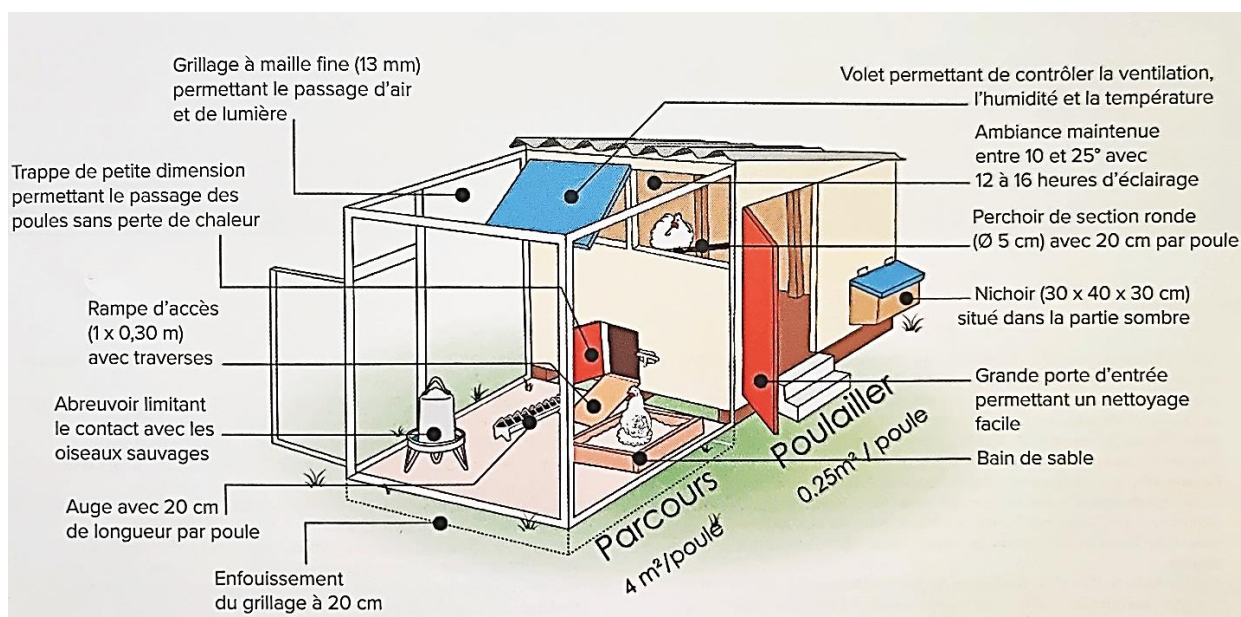 Grillage à maille fine (13 mm)
permettant le passage d'air
et de lumière
Trappe de petite dimension
permettant le passage des
poules sans perte de chaleur
Rampe d'accès
(1 x 0,30 m)
avec traverses
Abreuvoir limitant
le contact avec les
oiseaux sauvages
Auge avec 20 cm
de longueur par poule
Enfouissement
du grillage à 20 cm
Volet permettant de contrôler la ventilation,
l'humidité et la température
Ambiance maintenue
entre 10 et 25° avec
12 à 16 heures d'éclairage
Perchoir de section ronde
(Ø 5 cm) avec 20 cm par poule
Nichoir (30 x 40 x 30 cm)
situé dans la partie sombre
Grande porte d'entrée
permettant un nettoyage
facile
Bain de sable
Poulailler
0.25m² / poule
Parcours
4 m²/poule